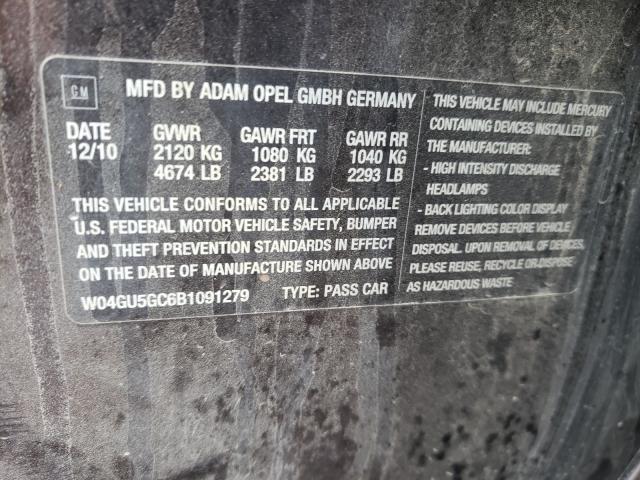 GM
MFD BY ADAM OPEL GMBH GERMANY
DATE GVWR GAWR FRT GAWR RR
12/10 2120 KG 1080 KG 1040 KG
4674 LB 2381 LB 2293 LB
THIS VEHICLE CONFORMS TO ALL APPLICABLE
U.S. FEDERAL MOTOR VEHICLE SAFETY, BUMPER
AND THEFT PREVENTION STANDARDS IN EFFECT
ON THE DATE OF MANUFACTURE SHOWN ABOVE
W04GU5GC6B1091279 TYPE: PASS CAR
THIS VEHICLE MAY INCLUDE MERCURY
CONTAINING DEVICES INSTALLED BY
THE MANUFACTURER:
- HIGH INTENSITY DISCHARGE
HEADLAMPS
- BACK LIGHTING COLOR DISPLAY
REMOVE DEVICES BEFORE VEHICLE
DISPOSAL. UPON REMOVAL OF DEVICES,
PLEASE REUSE, RECYCLE OR DISPOSE
AS HAZARDOUS WASTE